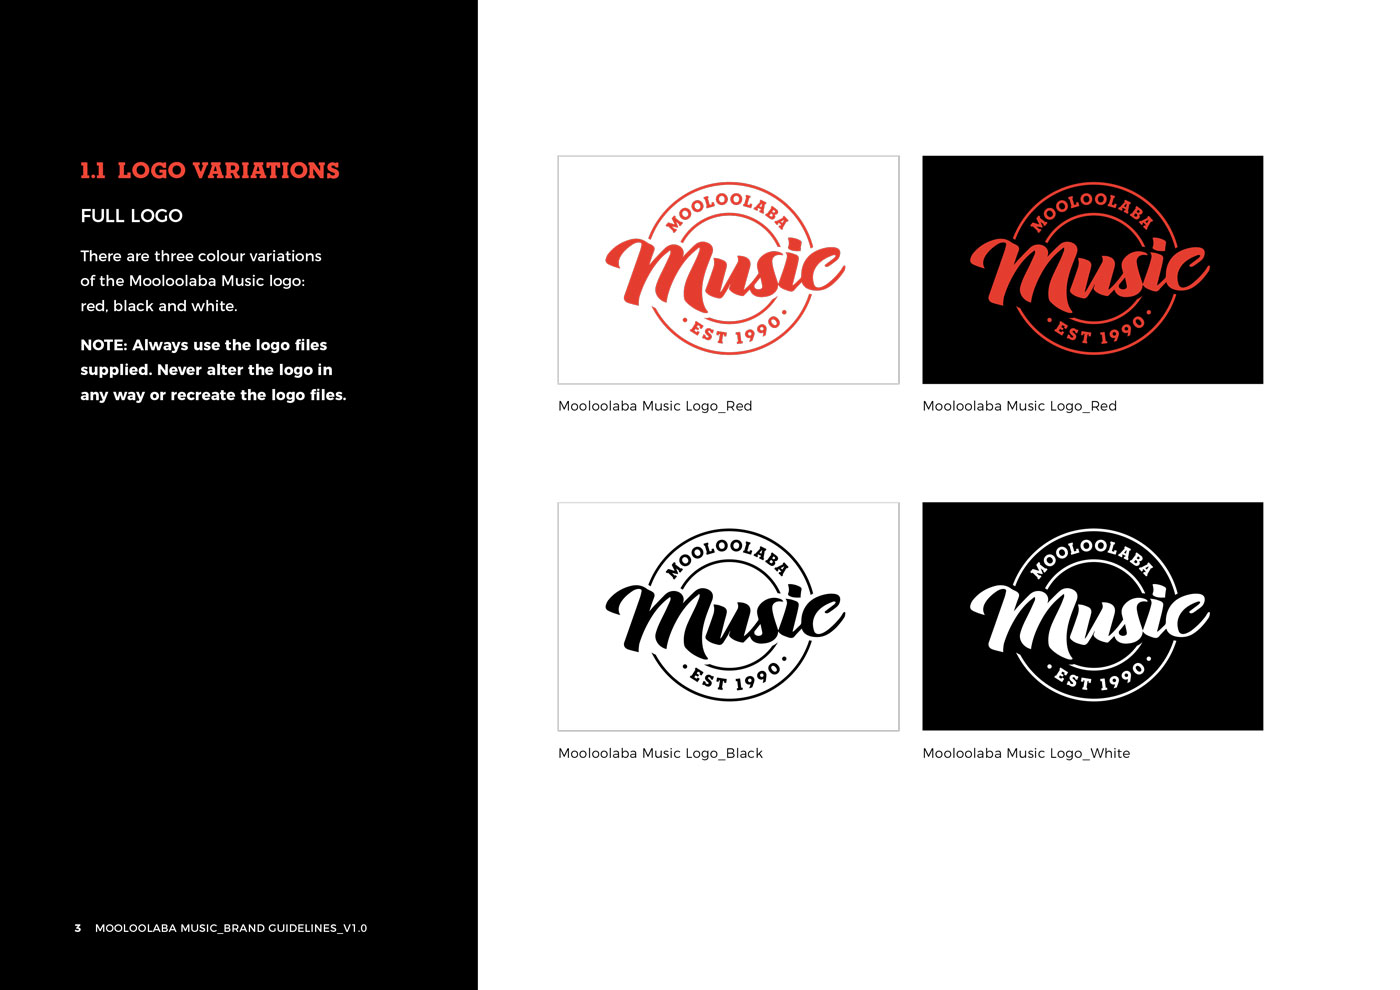 1.1 LOGO VARIATIONS
FULL LOGO
There are three colour variations
of the Mooloolaba Music logo:
red, black and white.
NOTE: Always use the logo files
supplied. Never alter the logo in
any way or recreate the logo files.
MOOLOOLABA
Music
· EST 1990 ·
Mooloolaba Music Logo_Red
MOOLOOLABA
Music
· EST 1990 ·
Mooloolaba Music Logo_Red
MOOLOOLABA
Music
· EST 1990 ·
Mooloolaba Music Logo_Black
MOOLOOLABA
Music
· EST 1990 ·
Mooloolaba Music Logo_White
3 MOOLOOLABA MUSIC_BRAND GUIDELINES_V1.0